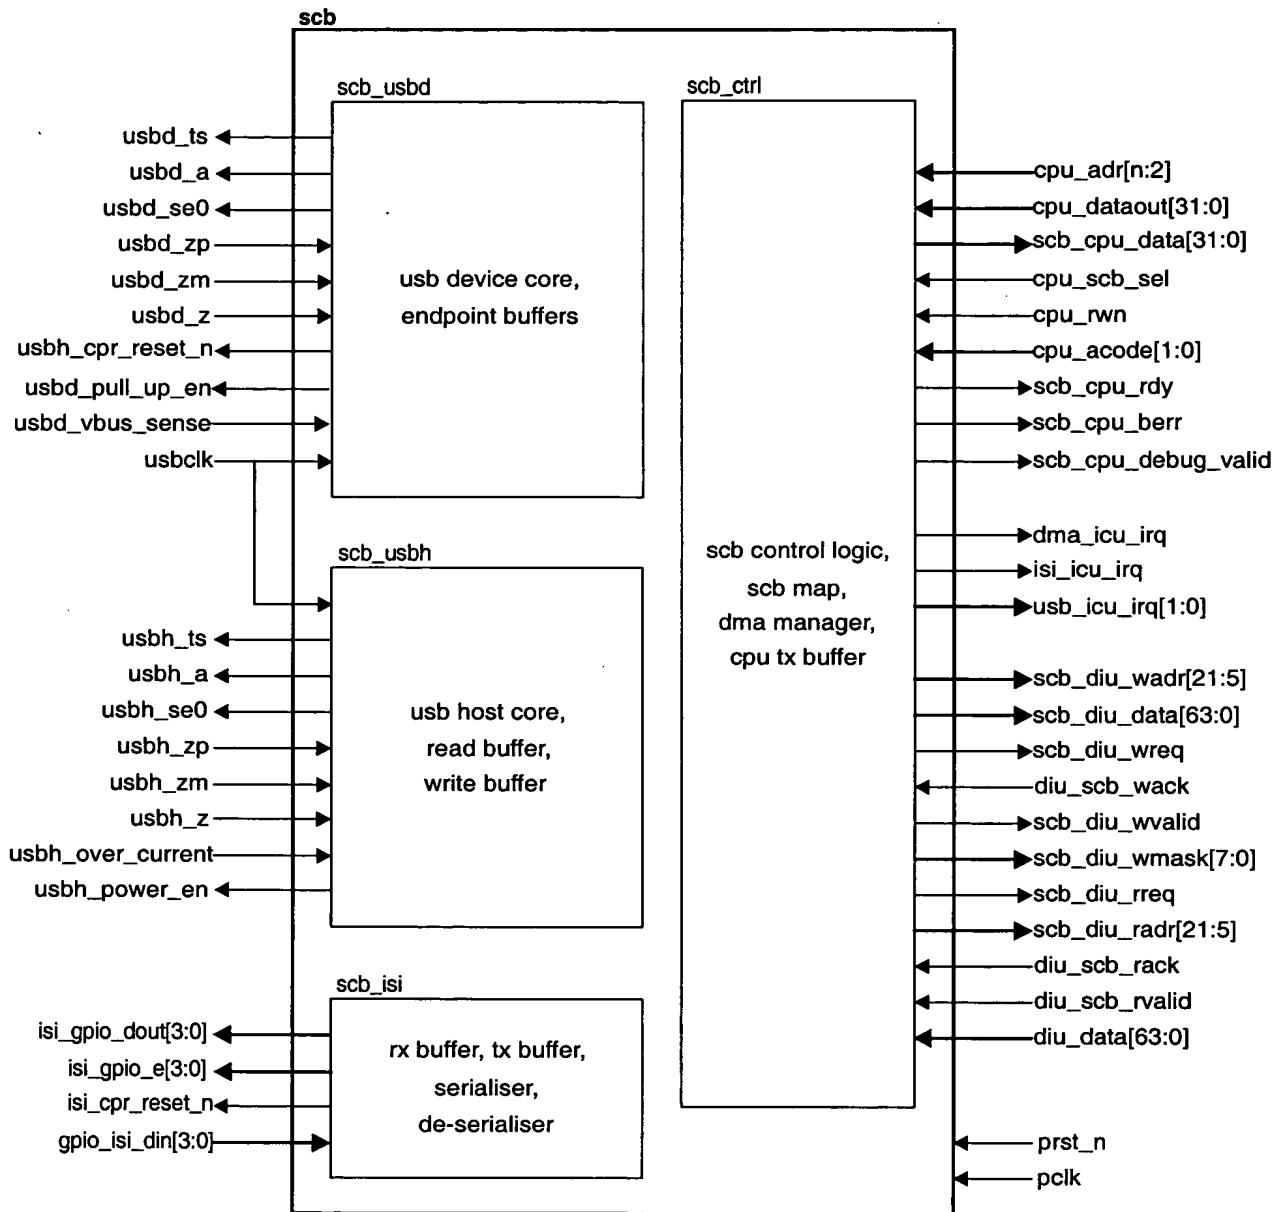 scb
scb_usbd
usbd_ts
usbd_a
usbd_se0
usbd_zp
usbd_zm
usbd_z
usbh_cpr_reset_n
usbd_pull_up_en
usbd_vbus_sense
usbclk
usb device core,
endpoint buffers
scb_usbh
usbh_ts
usbh_a
usbh_se0
usbh_zp
usbh_zm
usbh_z
usbh_over_current
usbh_power_en
usb host core,
read buffer,
write buffer
scb_isi
isi_gpio_dout[3:0]
isi_gpio_e[3:0]
isi_cpr_reset_n
gpio_isi_din[3:0]
rx buffer, tx buffer,
serialiser,
de-serialiser
scb_ctrl
scb control logic,
scb map,
dma manager,
cpu tx buffer
cpu_adr[n:2]
cpu_dataout[31:0]
scb_cpu_data[31:0]
cpu_scb_sel
cpu_rwn
cpu_acode[1:0]
scb_cpu_rdy
scb_cpu_berr
scb_cpu_debug_valid
dma_icu_irq
isi_icu_irq
usb_icu_irq[1:0]
scb_diu_wadr[21:5]
scb_diu_data[63:0]
scb_diu_wreq
diu_scb_wack
scb_diu_wvalid
scb_diu_wmask[7:0]
scb_diu_rreq
scb_diu_radr[21:5]
diu_scb_rack
diu_scb_rvalid
diu_data[63:0]
prst_n
pclk